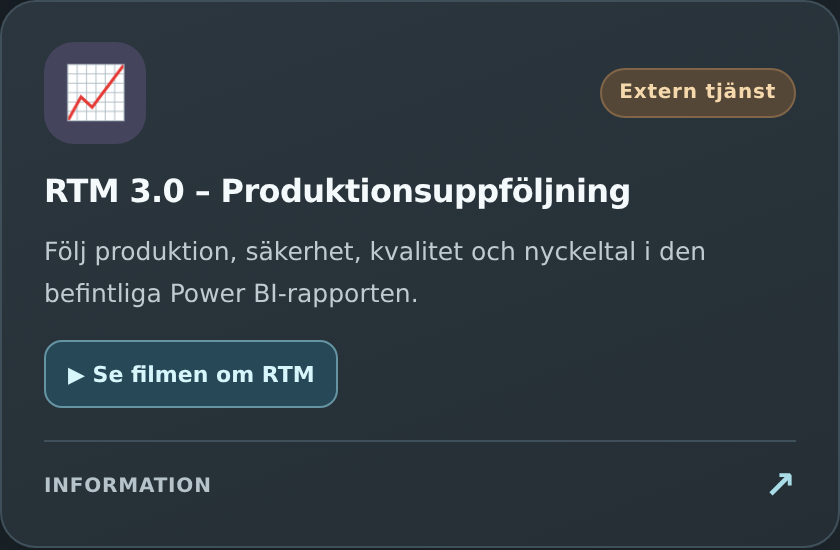 Extern tjänst
RTM 3.0 – Produktionsuppföljning
Följ produktion, säkerhet, kvalitet och nyckeltal i den
befintliga Power BI-rapporten.
▶ Se filmen om RTM
INFORMATION ↗